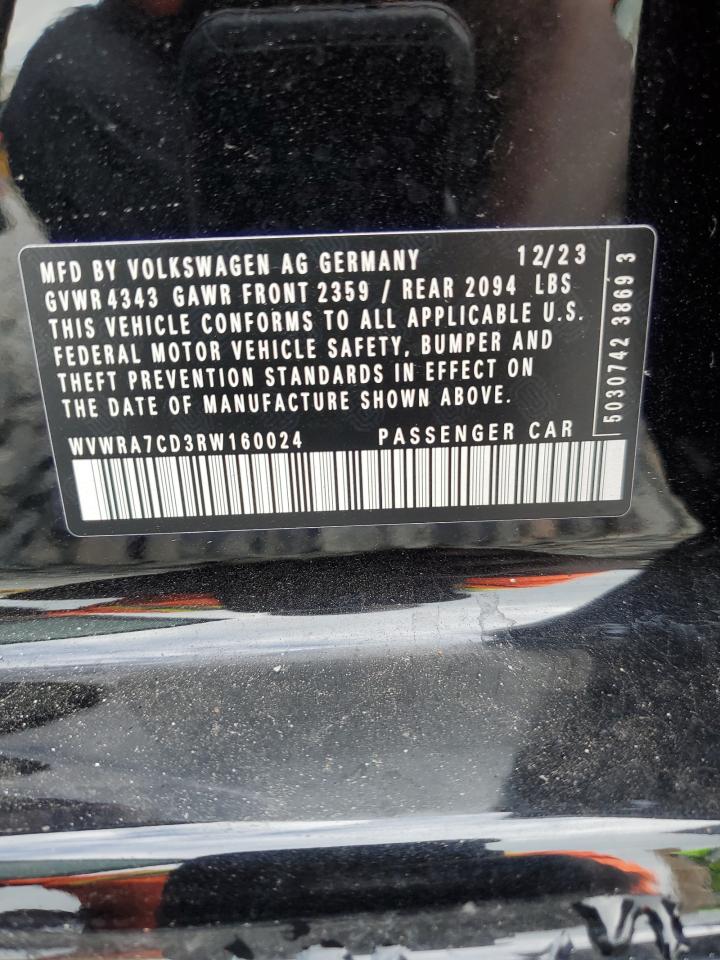 MFD BY VOLKSWAGEN AG GERMANY 12/23
GVWR 4343 GAWR FRONT 2359 / REAR 2094 LBS
THIS VEHICLE CONFORMS TO ALL APPLICABLE U.S.
FEDERAL MOTOR VEHICLE SAFETY, BUMPER AND
THEFT PREVENTION STANDARDS IN EFFECT ON
THE DATE OF MANUFACTURE SHOWN ABOVE.
WVWRA7CD3RW160024 PASSENGER CAR
5030742 3869 3